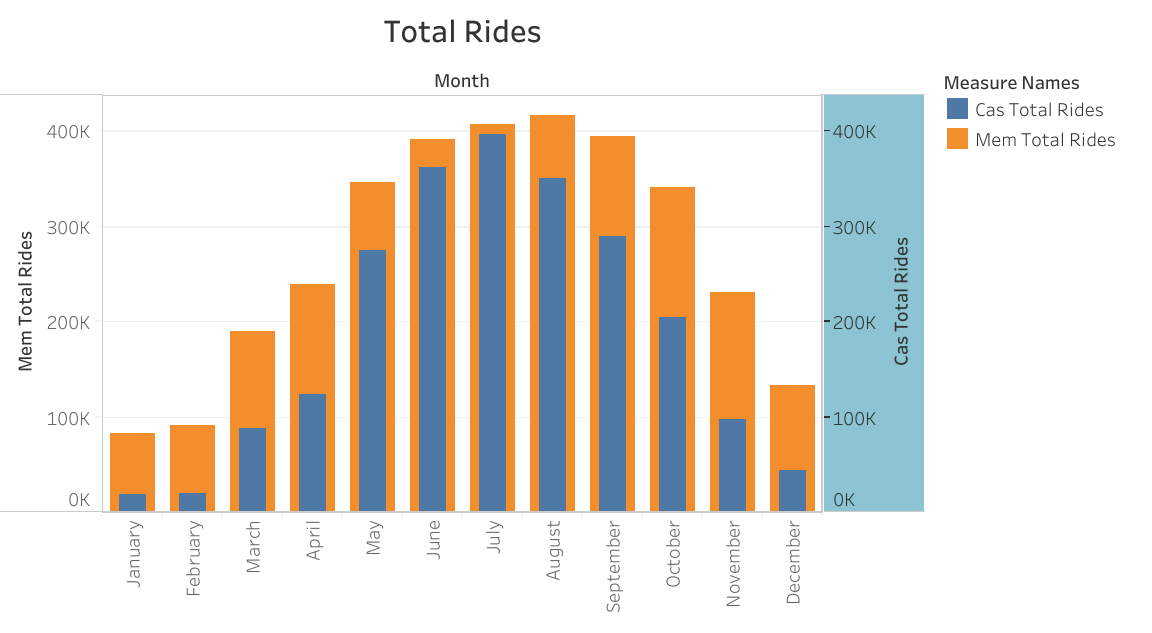 Total Rides
Month
Measure Names
Cas Total Rides
Mem Total Rides
Mem Total Rides
400K
300K
200K
100K
0K
400K
300K
200K
100K
0K
Cas Total Rides
January
February
March
April
May
June
July
August
September
October
November
December